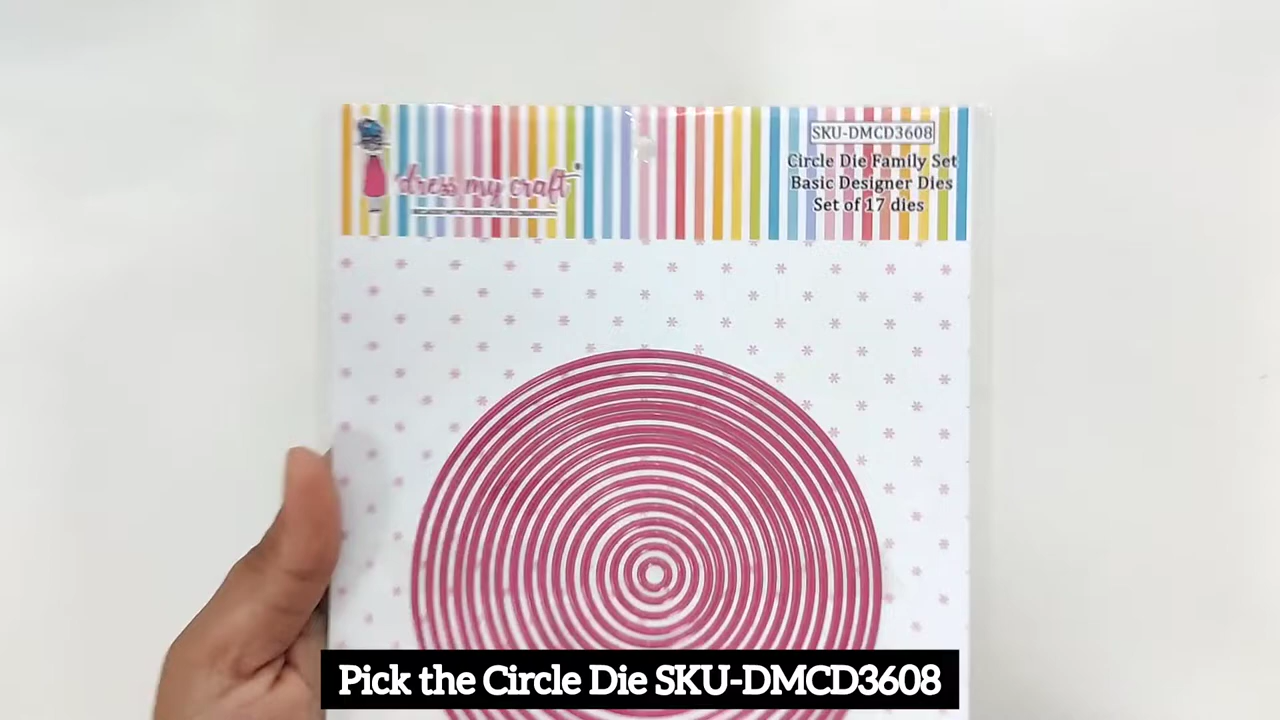 dress my craft
SKU-DMCD3608
Circle Die Family Set
Basic Designer Dies
Set of 17 dies
Pick the Circle Die SKU-DMCD3608